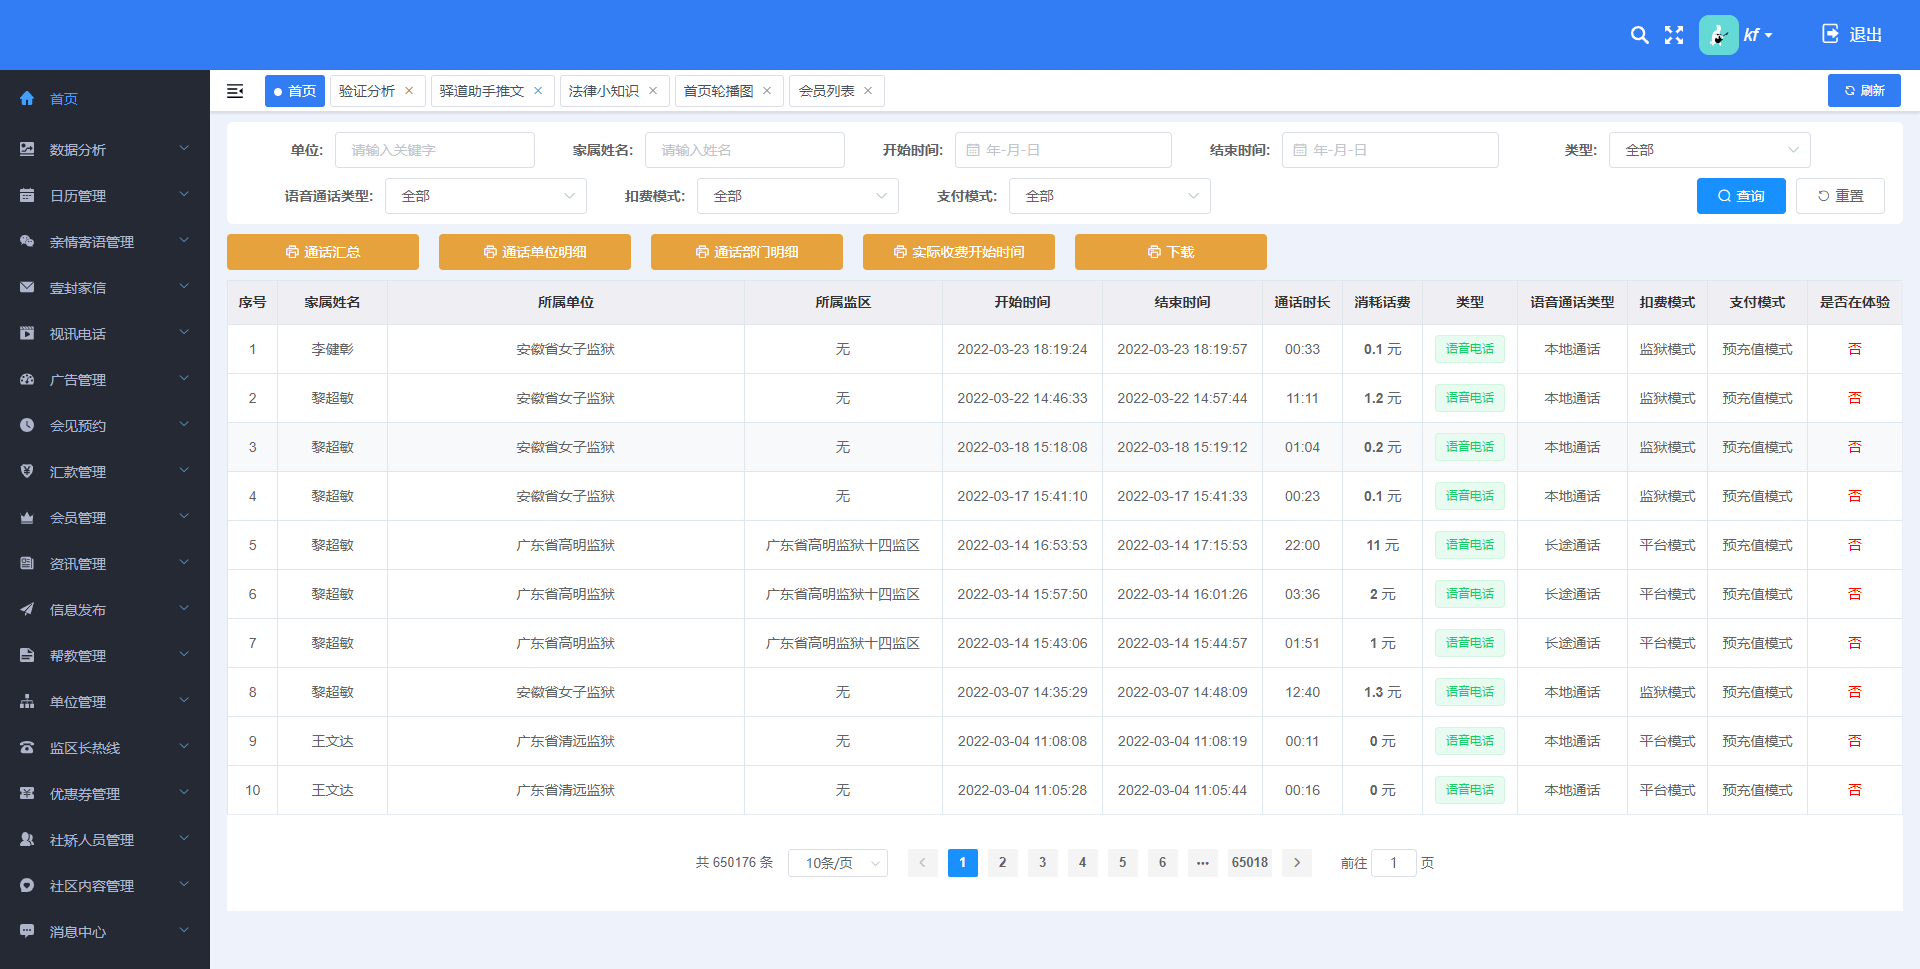 kf 退出
首页
数据分析
日历管理
亲情寄语管理
壹封家信
视讯电话
广告管理
会见预约
汇款管理
会员管理
资讯管理
信息发布
帮教管理
单位管理
监区长热线
优惠券管理
社矫人员管理
社区内容管理
消息中心
首页 验证分析 驿道助手推文 法律小知识 首页轮播图 会员列表 刷新
单位: 请输入关键字 家属姓名: 请输入姓名 开始时间: 年-月-日 结束时间: 年-月-日 类型: 全部
语音通话类型: 全部 扣费模式: 全部 支付模式: 全部 查询 重置
通话汇总 通话单位明细 通话部门明细 实际收费开始时间 下载
序号 家属姓名 所属单位 所属监区 开始时间 结束时间 通话时长 消耗话费 类型 语音通话类型 扣费模式 支付模式 是否在体验
1 李健彰 安徽省女子监狱 无 2022-03-23 18:19:24 2022-03-23 18:19:57 00:33 0.1 元 语音电话 本地通话 监狱模式 预充值模式 否
2 黎超敏 安徽省女子监狱 无 2022-03-22 14:46:33 2022-03-22 14:57:44 11:11 1.2 元 语音电话 本地通话 监狱模式 预充值模式 否
3 黎超敏 安徽省女子监狱 无 2022-03-18 15:18:08 2022-03-18 15:19:12 01:04 0.2 元 语音电话 本地通话 监狱模式 预充值模式 否
4 黎超敏 安徽省女子监狱 无 2022-03-17 15:41:10 2022-03-17 15:41:33 00:23 0.1 元 语音电话 本地通话 监狱模式 预充值模式 否
5 黎超敏 广东省高明监狱 广东省高明监狱十四监区 2022-03-14 16:53:53 2022-03-14 17:15:53 22:00 11 元 语音电话 长途通话 平台模式 预充值模式 否
6 黎超敏 广东省高明监狱 广东省高明监狱十四监区 2022-03-14 15:57:50 2022-03-14 16:01:26 03:36 2 元 语音电话 长途通话 平台模式 预充值模式 否
7 黎超敏 广东省高明监狱 广东省高明监狱十四监区 2022-03-14 15:43:06 2022-03-14 15:44:57 01:51 1 元 语音电话 长途通话 平台模式 预充值模式 否
8 黎超敏 安徽省女子监狱 无 2022-03-07 14:35:29 2022-03-07 14:48:09 12:40 1.3 元 语音电话 本地通话 监狱模式 预充值模式 否
9 王文达 广东省清远监狱 无 2022-03-04 11:08:08 2022-03-04 11:08:19 00:11 0 元 语音电话 本地通话 平台模式 预充值模式 否
10 王文达 广东省清远监狱 无 2022-03-04 11:05:28 2022-03-04 11:05:44 00:16 0 元 语音电话 本地通话 平台模式 预充值模式 否
共 650176 条 10条/页 1 2 3 4 5 6 ••• 65018 前往 1 页